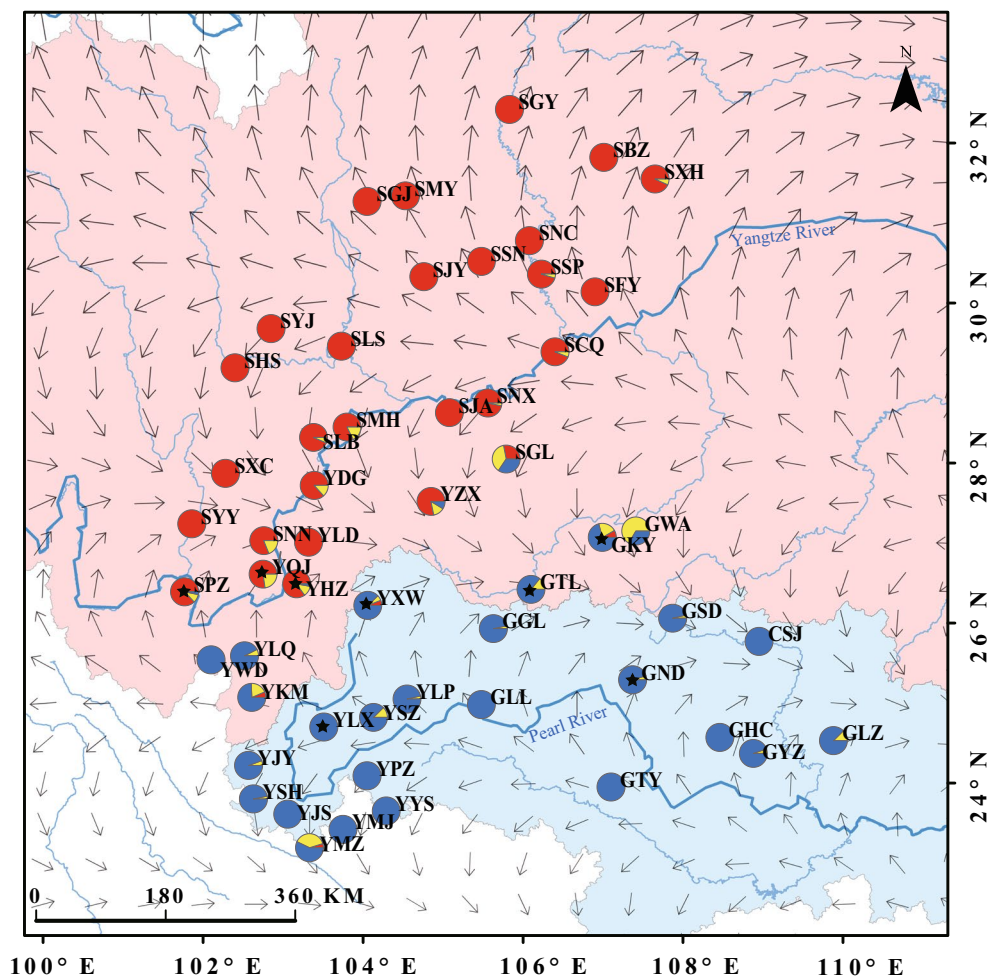 N
SGY
SBZ
SXH
SGJ
SMY
32° N
SNC
Yangtze River
SSN
SSP
SJY
SFY
30° N
SYJ
SLS
SCQ
SHS
SNX
SJA
SMH
SLB
SGL
28° N
SXC
YDG
YZX
SYY
GWA
SNN
YLD
GKY
YQJ
SPZ
YHZ
GTL
YXW
GSD
26° N
GGL
CSJ
YLQ
YWD
GND
YKM
YLP
GLL
YSZ
YLX
Pearl River
GHC
GLZ
GYZ
YJY
YPZ
GTY
24° N
YSH
YJS
YYS
YMJ
YMZ
0 180 360 KM
100° E 102° E 104° E 106° E 108° E 110° E